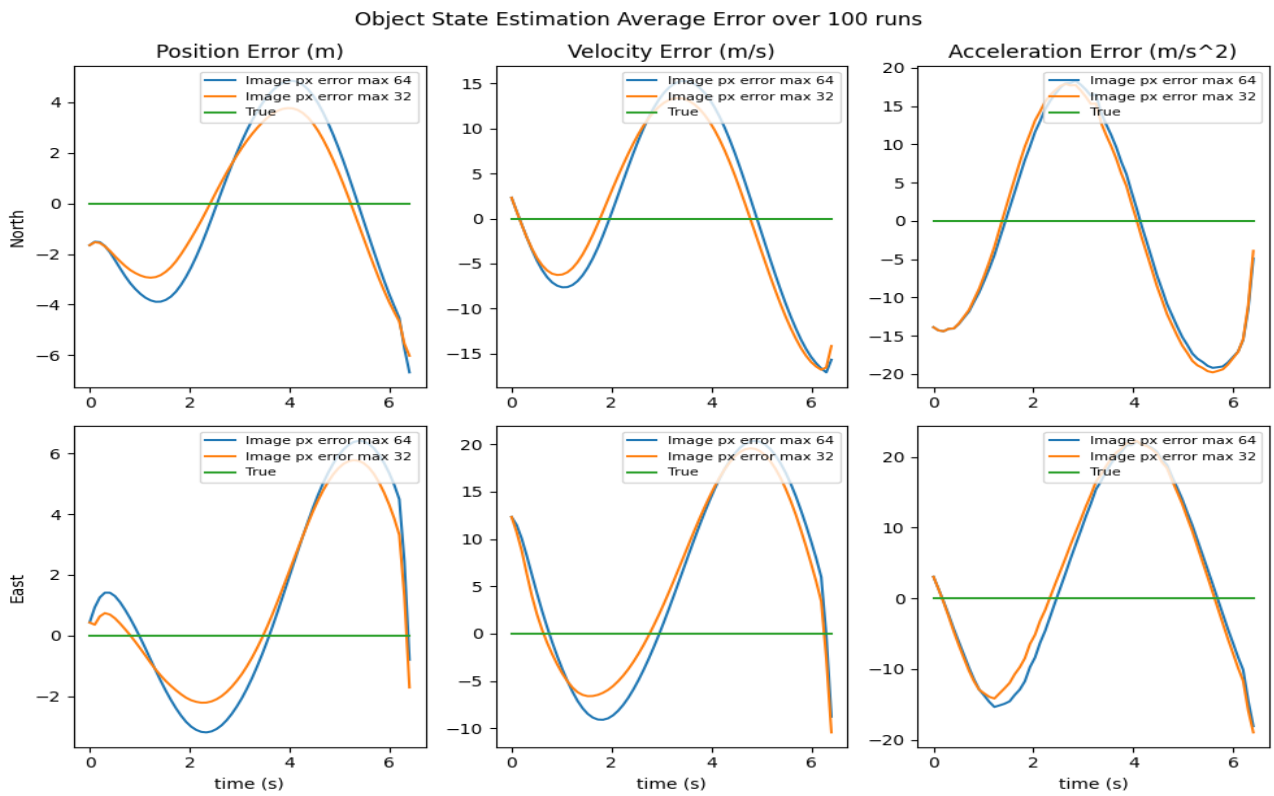 Object State Estimation Average Error over 100 runs
Position Error (m)
Velocity Error (m/s)
Acceleration Error (m/s^2)
North
4
2
0
−2
−4
−6
0
2
4
6
Image px error max 64
Image px error max 32
True
15
10
5
0
−5
−10
−15
0
2
4
6
Image px error max 64
Image px error max 32
True
20
15
10
5
0
−5
−10
−15
−20
0
2
4
6
Image px error max 64
Image px error max 32
True
East
6
4
2
0
−2
0
2
4
6
time (s)
Image px error max 64
Image px error max 32
True
20
15
10
5
0
−5
−10
0
2
4
6
time (s)
Image px error max 64
Image px error max 32
True
20
10
0
−10
−20
0
2
4
6
time (s)
Image px error max 64
Image px error max 32
True